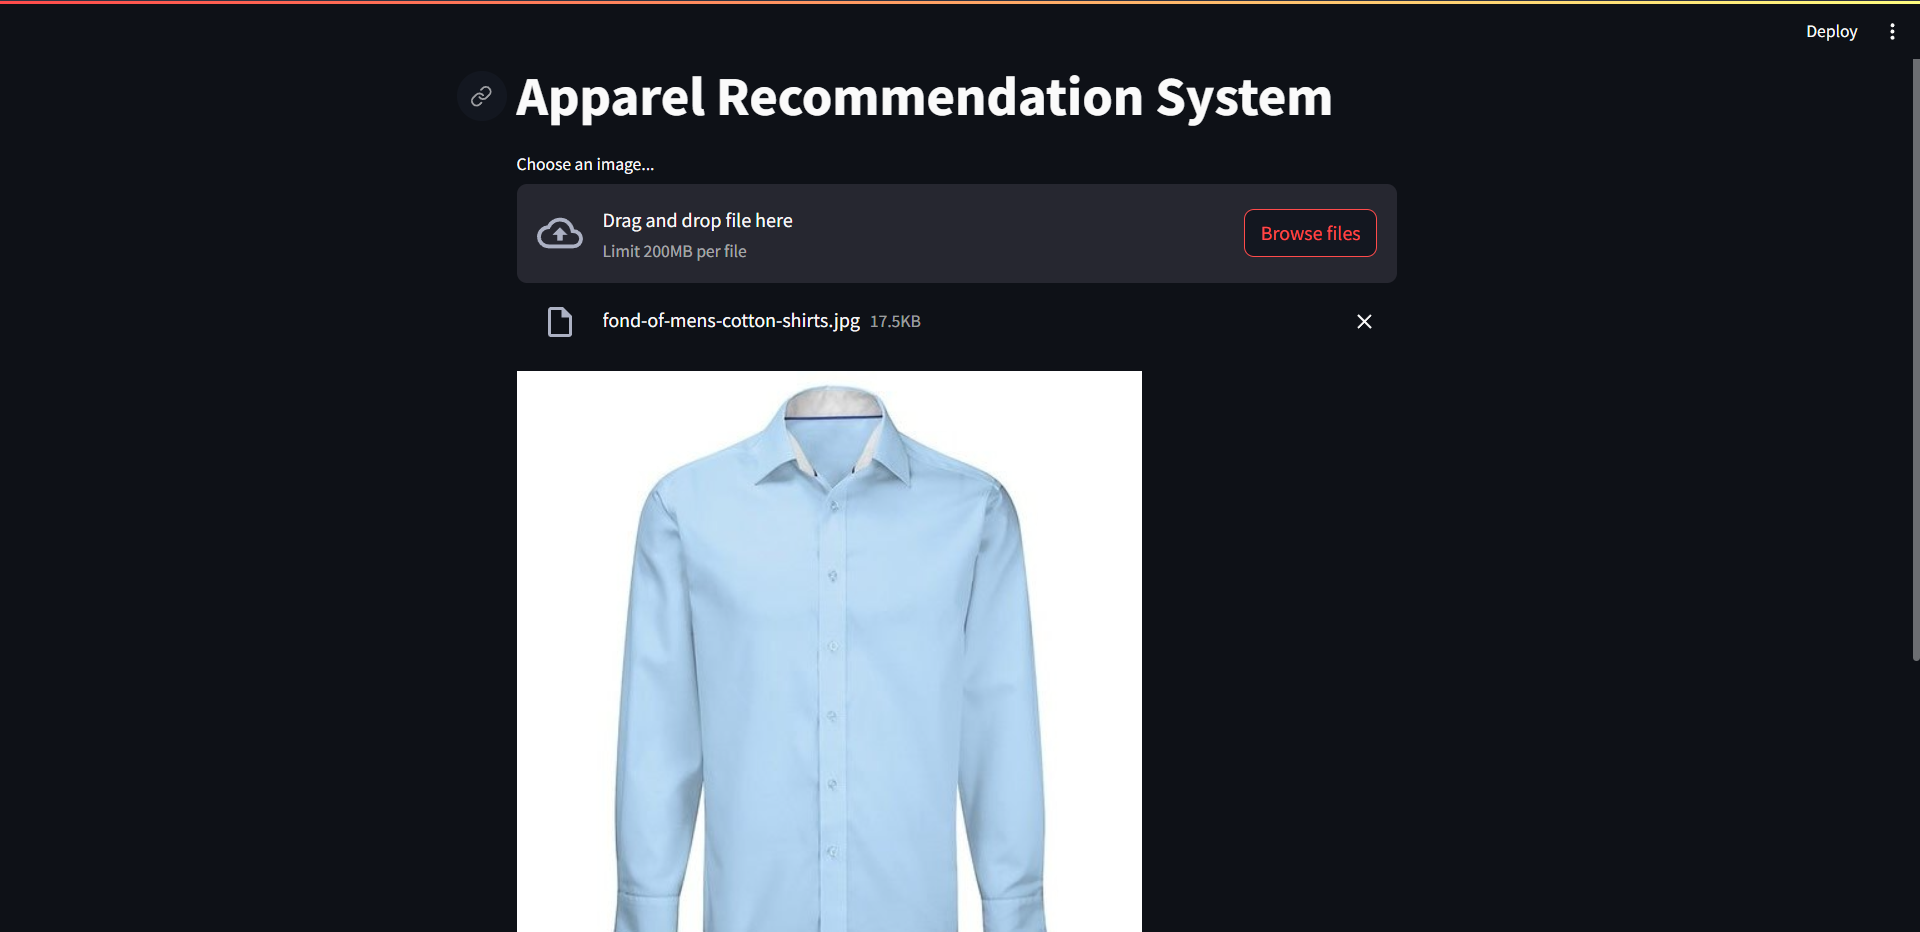 Deploy
Apparel Recommendation System
Choose an image...
Drag and drop file here
Limit 200MB per file
Browse files
fond-of-mens-cotton-shirts.jpg 17.5KB